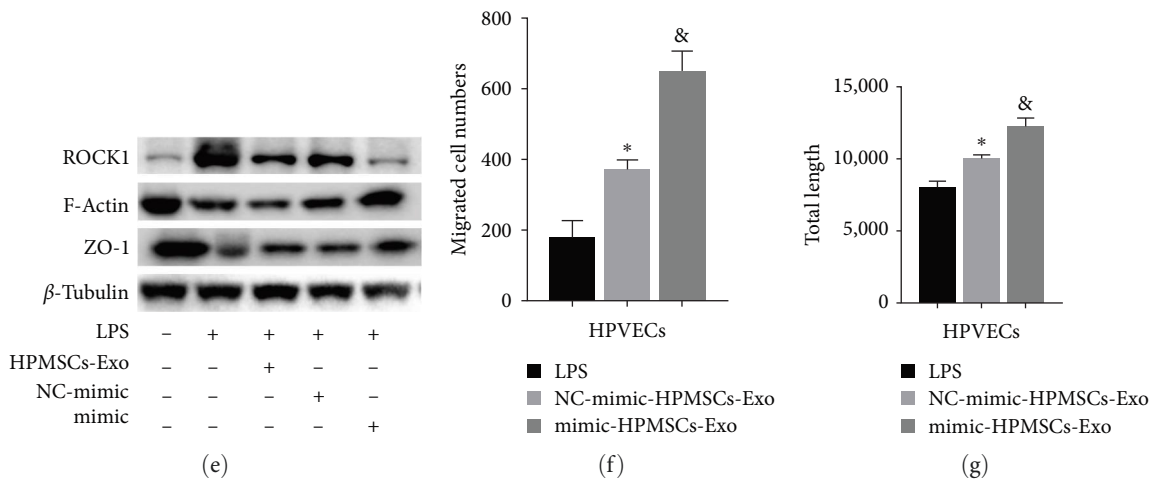 ROCK1
F-Actin
ZO-1
β-Tubulin
LPS – + + + +
HPMSCs-Exo – – + – –
NC-mimic – – – + –
mimic – – – – +
(e)
800
600
400
200
0
Migrated cell numbers
* &
HPVECs
LPS
NC-mimic-HPMSCs-Exo
mimic-HPMSCs-Exo
(f)
15,000
10,000
5,000
0
Total length
* &
HPVECs
LPS
NC-mimic-HPMSCs-Exo
mimic-HPMSCs-Exo
(g)